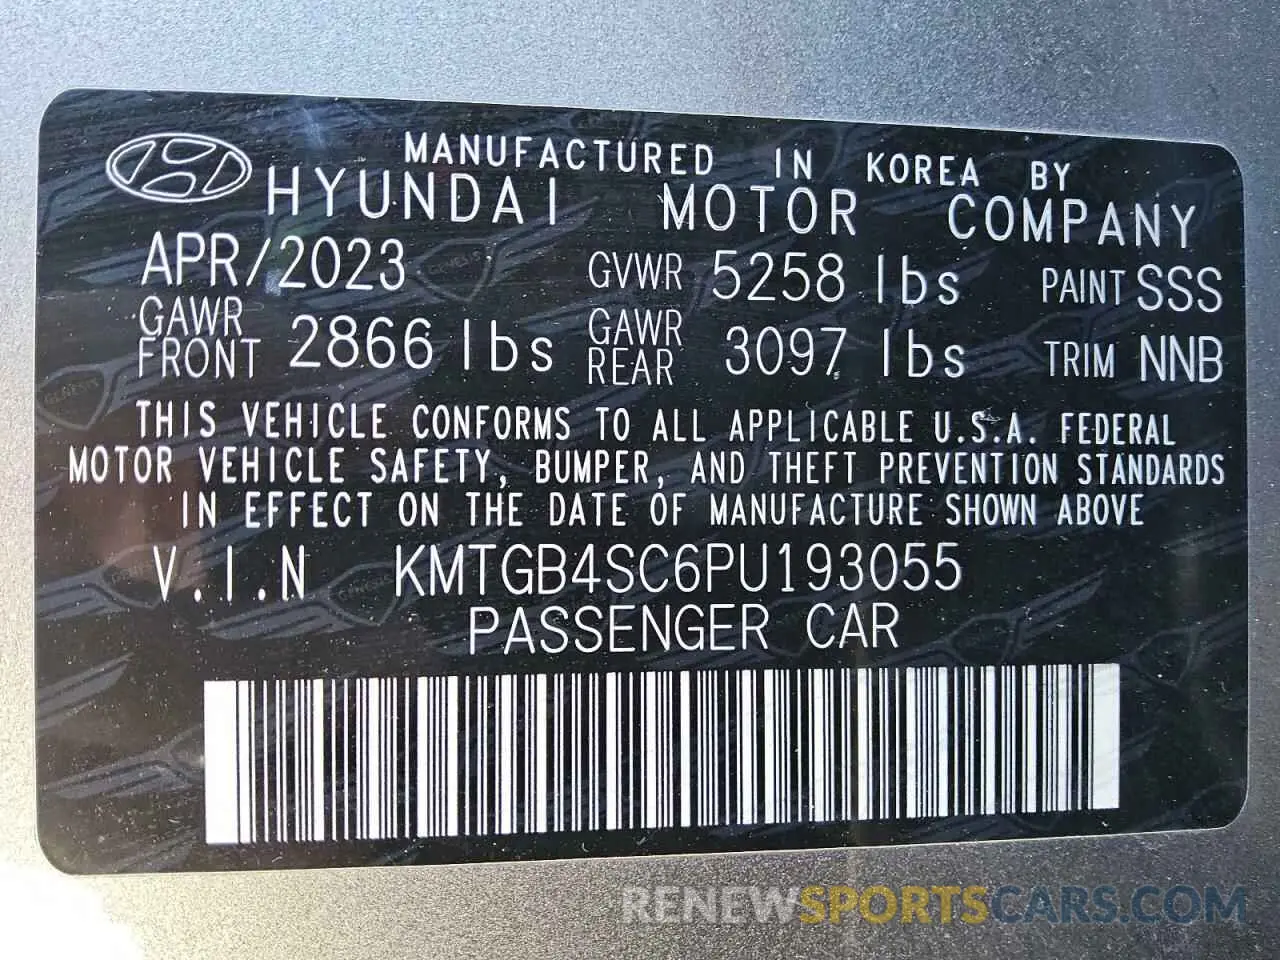 MANUFACTURED IN KOREA BY
HYUNDAI MOTOR COMPANY
APR/2023 GVWR 5258 lbs PAINT SSS
GAWR FRONT 2866 lbs GAWR REAR 3097 lbs TRIM NNB
THIS VEHICLE CONFORMS TO ALL APPLICABLE U.S.A. FEDERAL
MOTOR VEHICLE SAFETY, BUMPER, AND THEFT PREVENTION STANDARDS
IN EFFECT ON THE DATE OF MANUFACTURE SHOWN ABOVE
V.I.N KMTGB4SC6PU193055
PASSENGER CAR
GENESIS
GENESIS
RENEWSPORTSCARS.COM